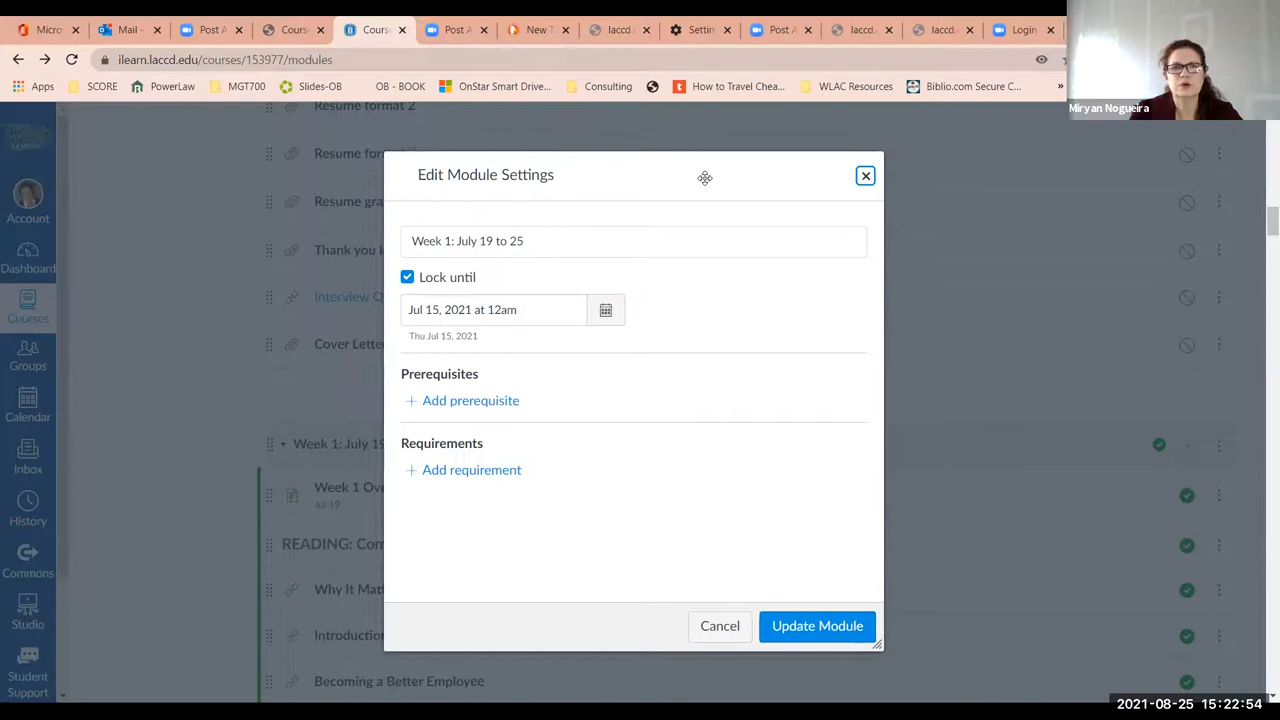 Micro
Mail -
Post A
Cours
Cours
Post A
New T
laccd.
Settin
Post A
laccd.
laccd.
Login
ilearn.laccd.edu/courses/153977/modules
Apps
SCORE
PowerLaw
MGT700
Slides-OB
OB - BOOK
OnStar Smart Drive...
Consulting
How to Travel Chea...
WLAC Resources
Biblio.com Secure C...
»
Miryan Nogueira
Account
Dashboard
Courses
Groups
Calendar
Inbox
History
Commons
Studio
Student
Support
Resume format 2
Resume for
Resume gra
Thank you l
Interview Q
Cover Lette
Edit Module Settings
Week 1: July 19 to 25
Lock until
Jul 15, 2021 at 12am
Thu Jul 15, 2021
Prerequisites
+ Add prerequisite
Requirements
+ Add requirement
Cancel
Update Module
Week 1: July 19
Week 1 Ove
Jul 19
READING: Com
Why It Matt
Introduction
Becoming a Better Employee
2021-08-25 15:22:54